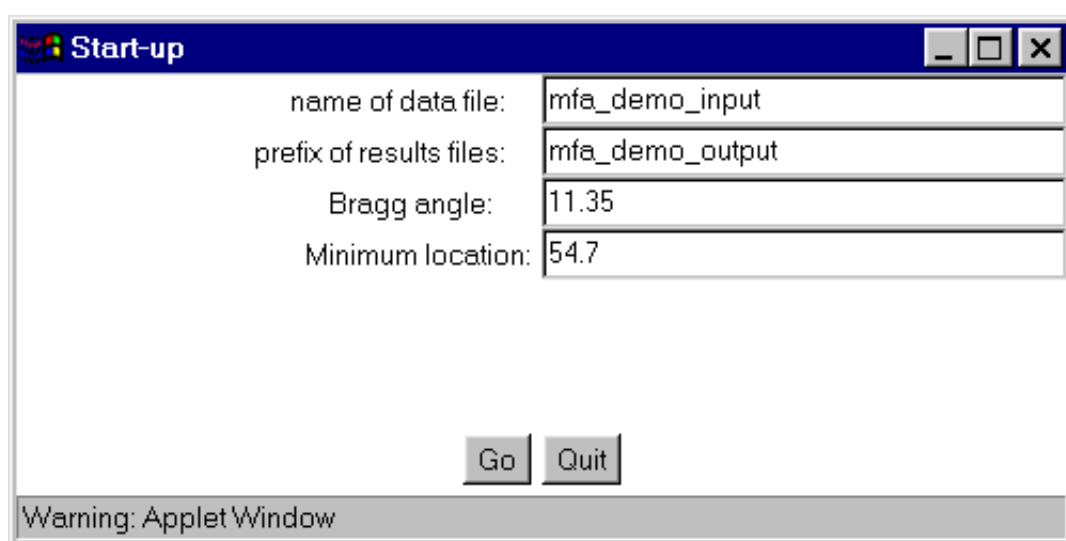 Start-up
name of data file: mfa_demo_input
prefix of results files: mfa_demo_output
Bragg angle: 11.35
Minimum location: 54.7
Go Quit
Warning: Applet Window